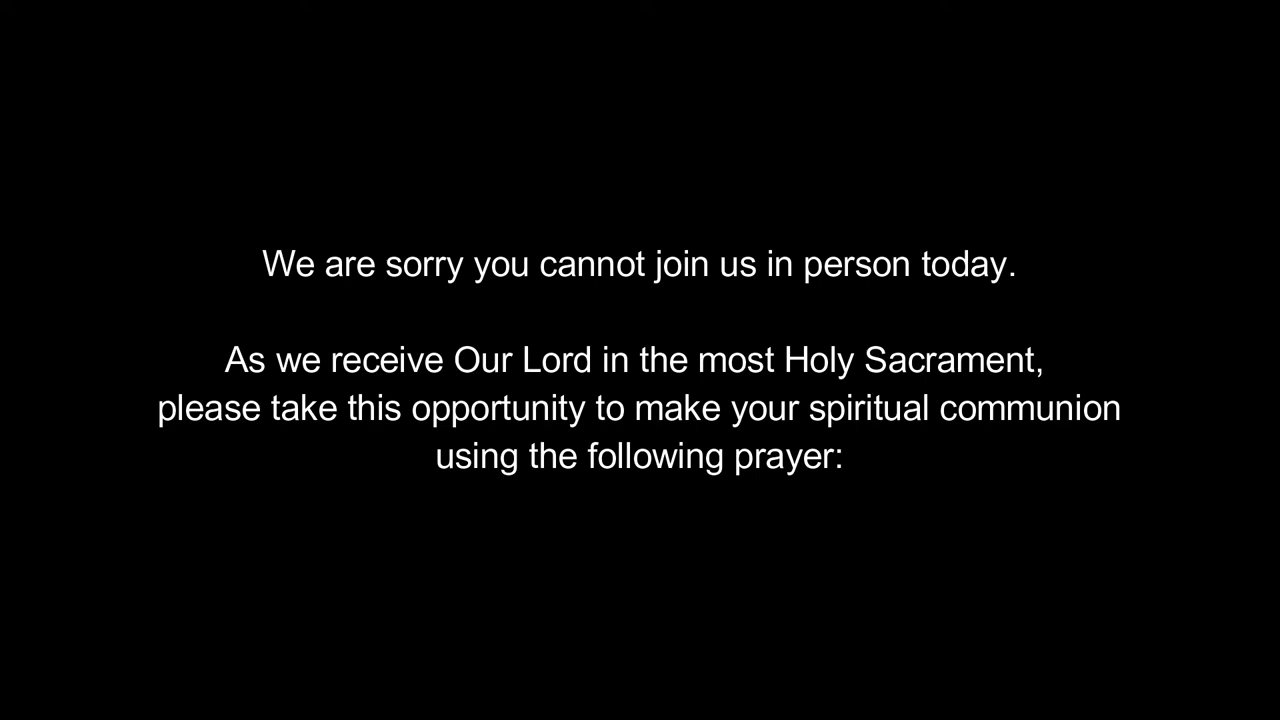 We are sorry you cannot join us in person today.
As we receive Our Lord in the most Holy Sacrament,
please take this opportunity to make your spiritual communion
using the following prayer: